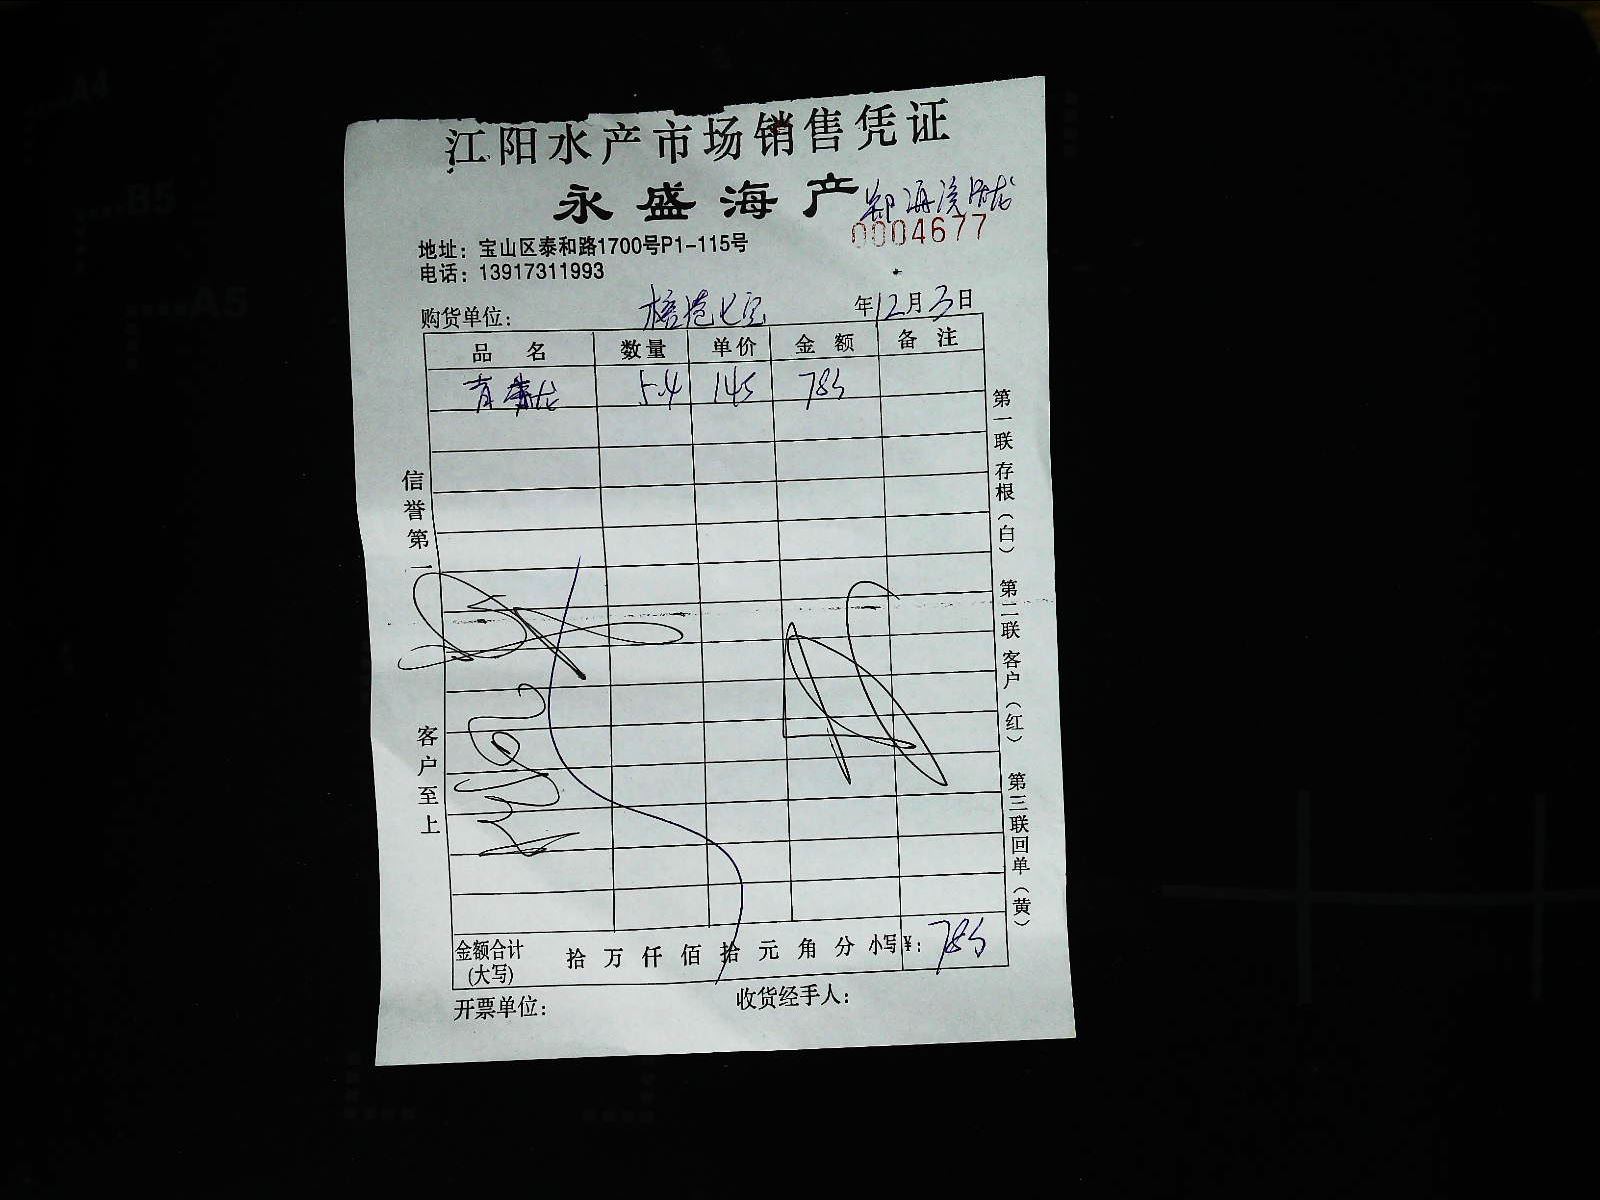 江阳水产市场销售凭证
永盛海产
0004677
地址：宝山区泰和路1700号P1-115号
电话：13917311993
购货单位： 年12月3日
品名 数量 单价 金额 备注
青 龙 5.4 145 783
信誉第一
客户至上
第一联 存根（白） 第二联 客户（红） 第三联 回单（黄）
金额合计（大写） 拾 万 仟 佰 拾 元 角 分 小写¥： 783
开票单位： 收货经手人：